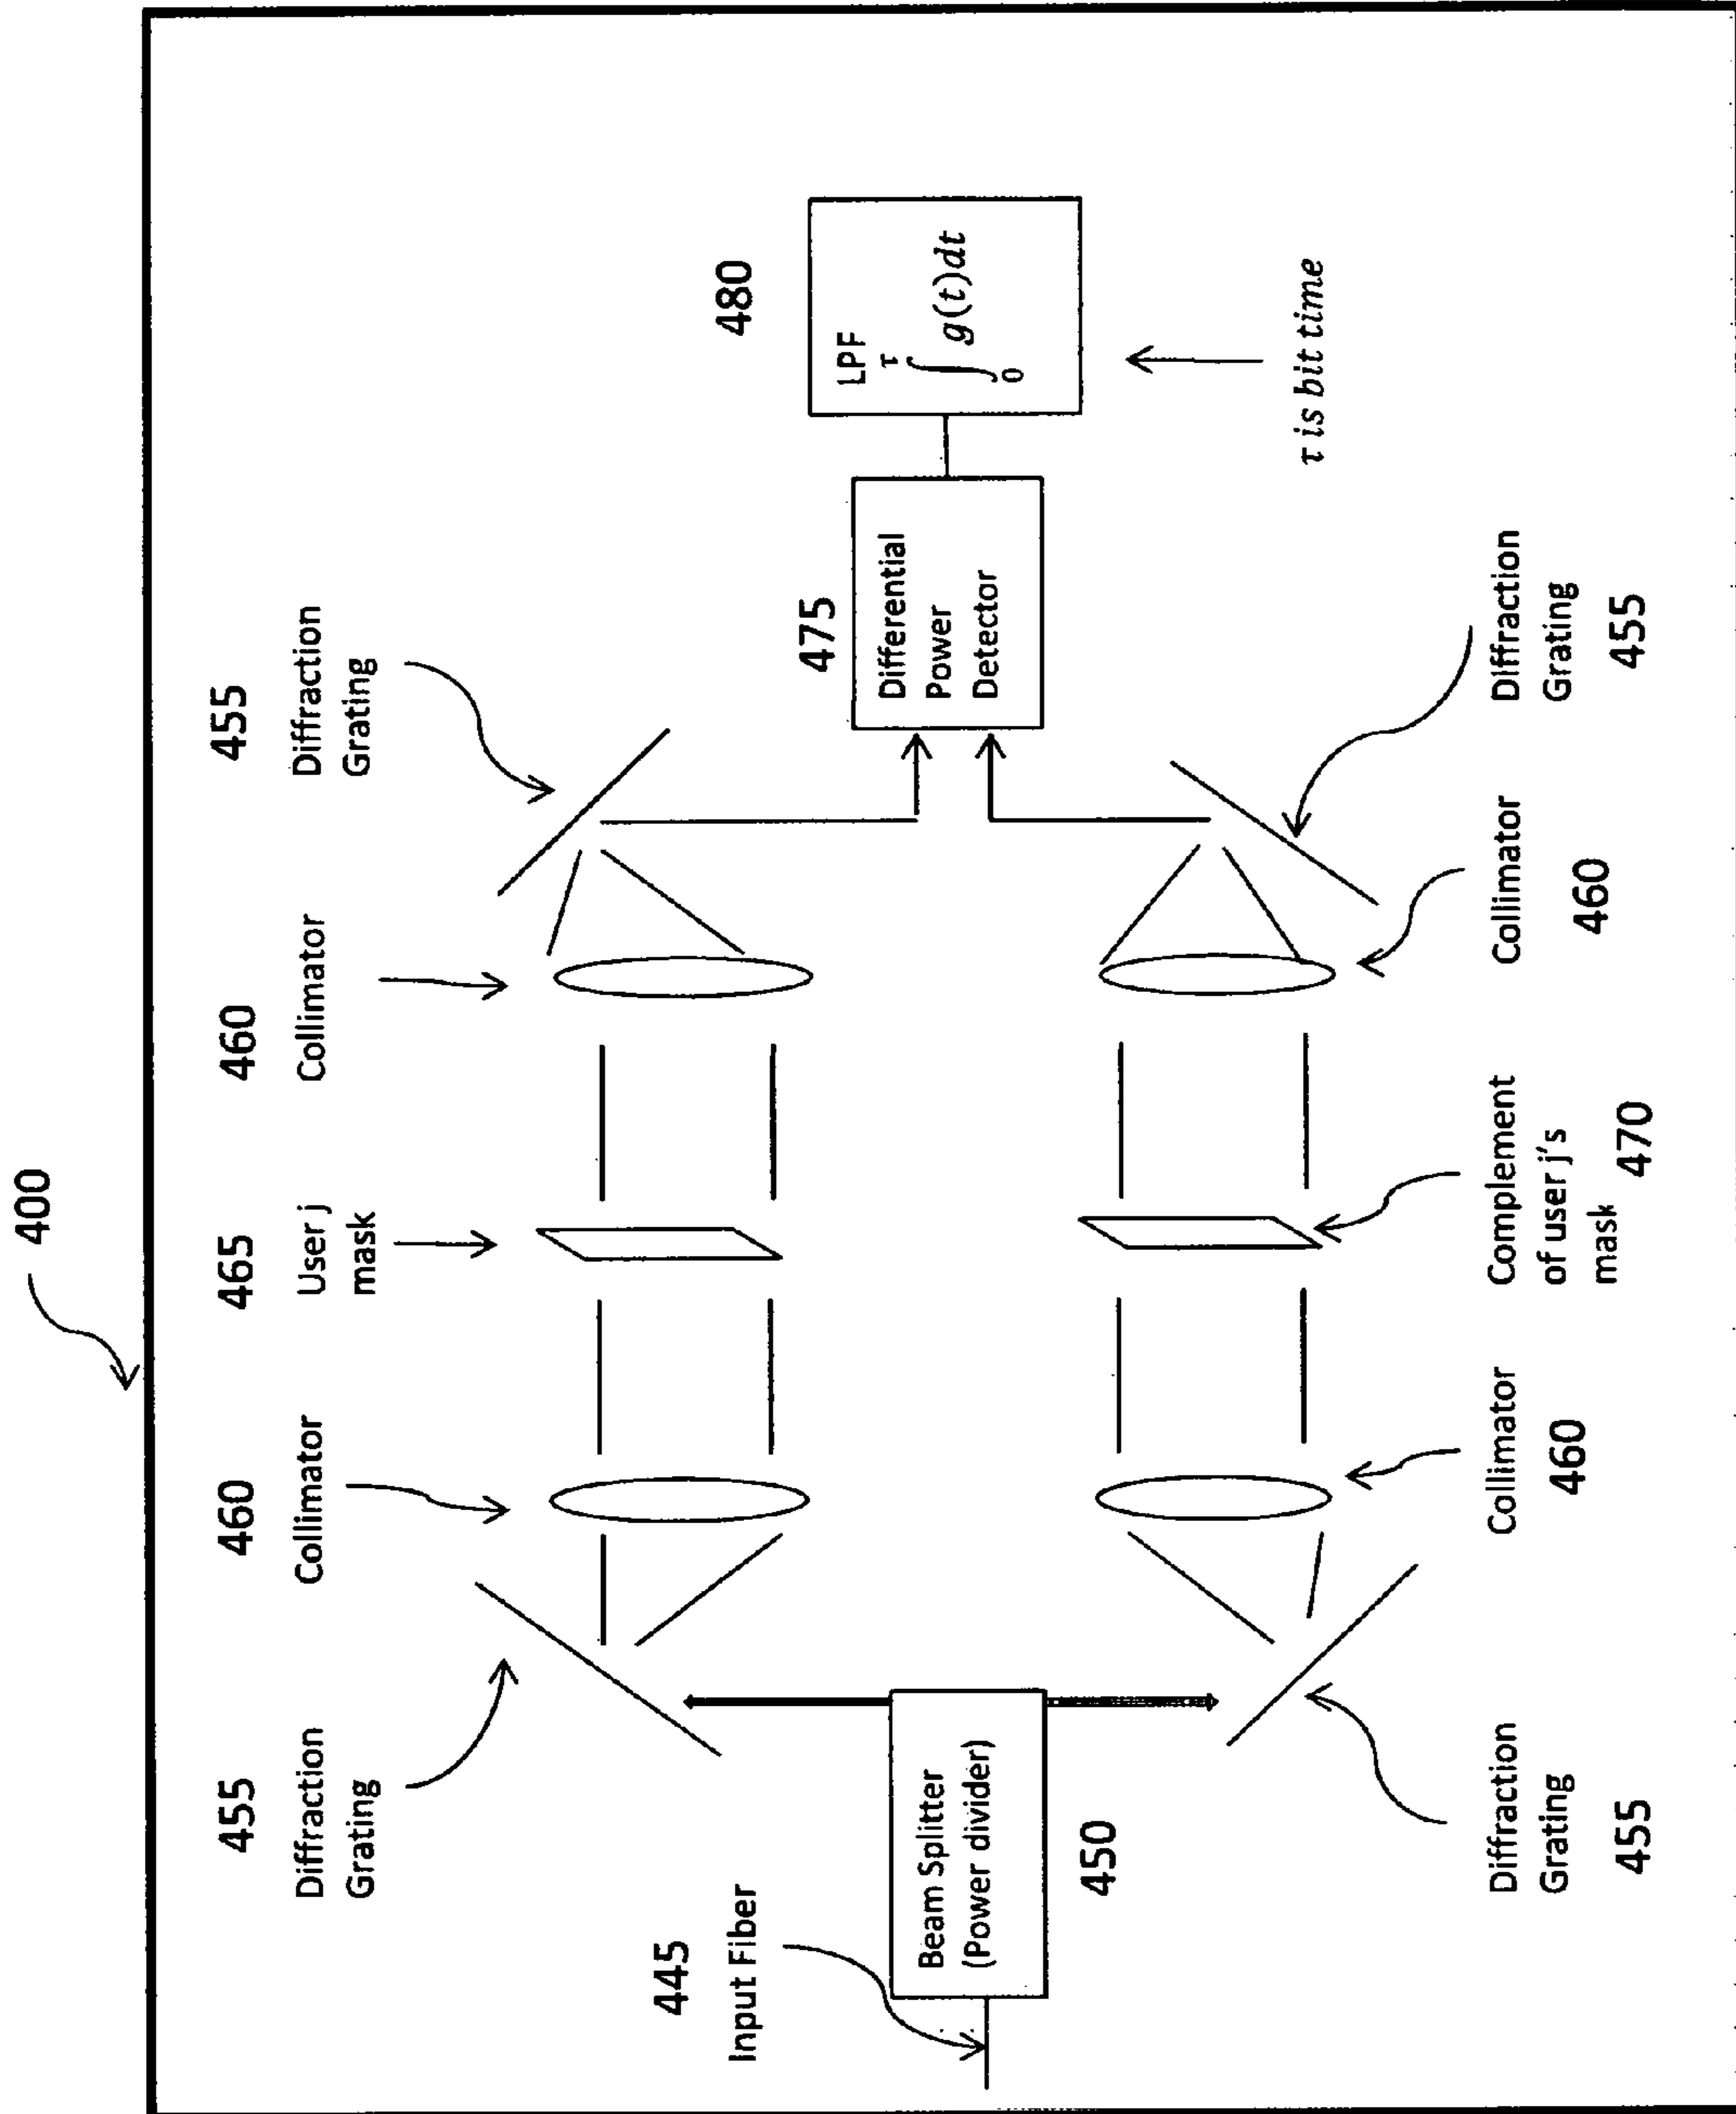 400
455
Diffraction
Grating
460
Collimator
465
User j
mask
460
Collimator
455
Diffraction
Grating
445
Input Fiber
Beam Splitter
(Power divider)
450
475
Differential
Power
Detector
480
LPF
τ
∫ g(t)dt
0
τ is bit time
Diffraction
Grating
455
Collimator
460
Complement
of user j's
mask
470
Collimator
460
Diffraction
Grating
455